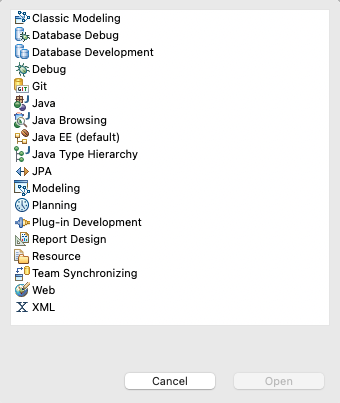 Classic Modeling
Database Debug
Database Development
Debug
GIT Git
Java
Java Browsing
Java EE (default)
Java Type Hierarchy
JPA
Modeling
Planning
Plug-in Development
Report Design
Resource
Team Synchronizing
Web
X XML
Cancel Open